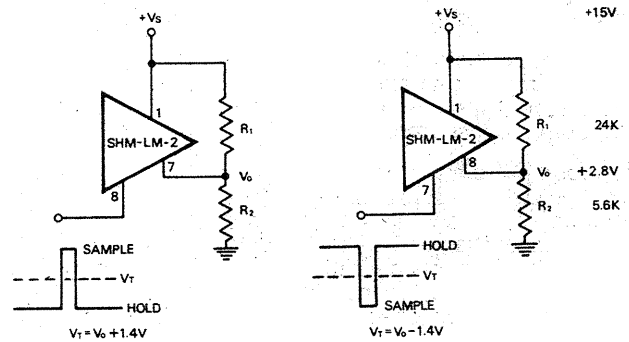 +Vs
1
SHM-LM-2
7
8
R1
Vo
R2
SAMPLE
VT
HOLD
VT = Vo + 1.4V
+Vs
+15V
1
SHM-LM-2
8
7
R1
24K
Vo
+2.8V
R2
5.6K
HOLD
VT
SAMPLE
VT = Vo − 1.4V